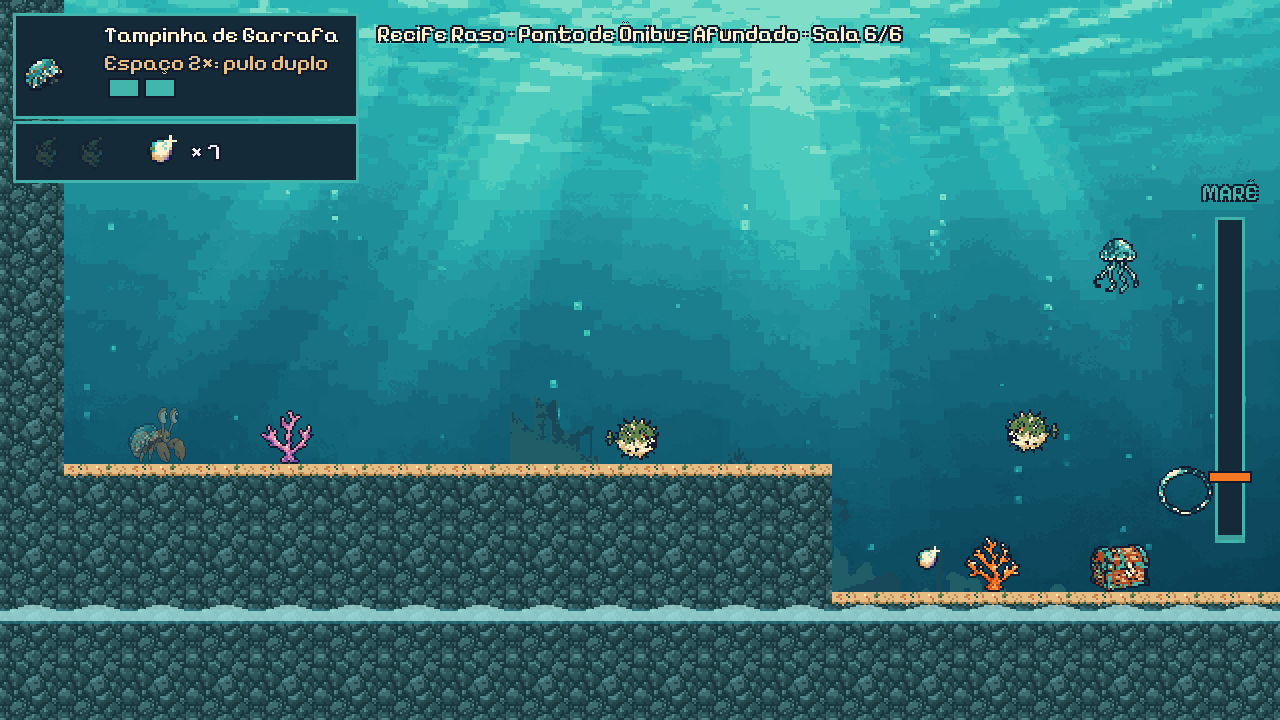 Tampinha de Garrafa
Espaço 2×: pulo duplo
× 7
Recife Raso · Ponto de Ônibus Afundado · Sala 6/6
MARÉ